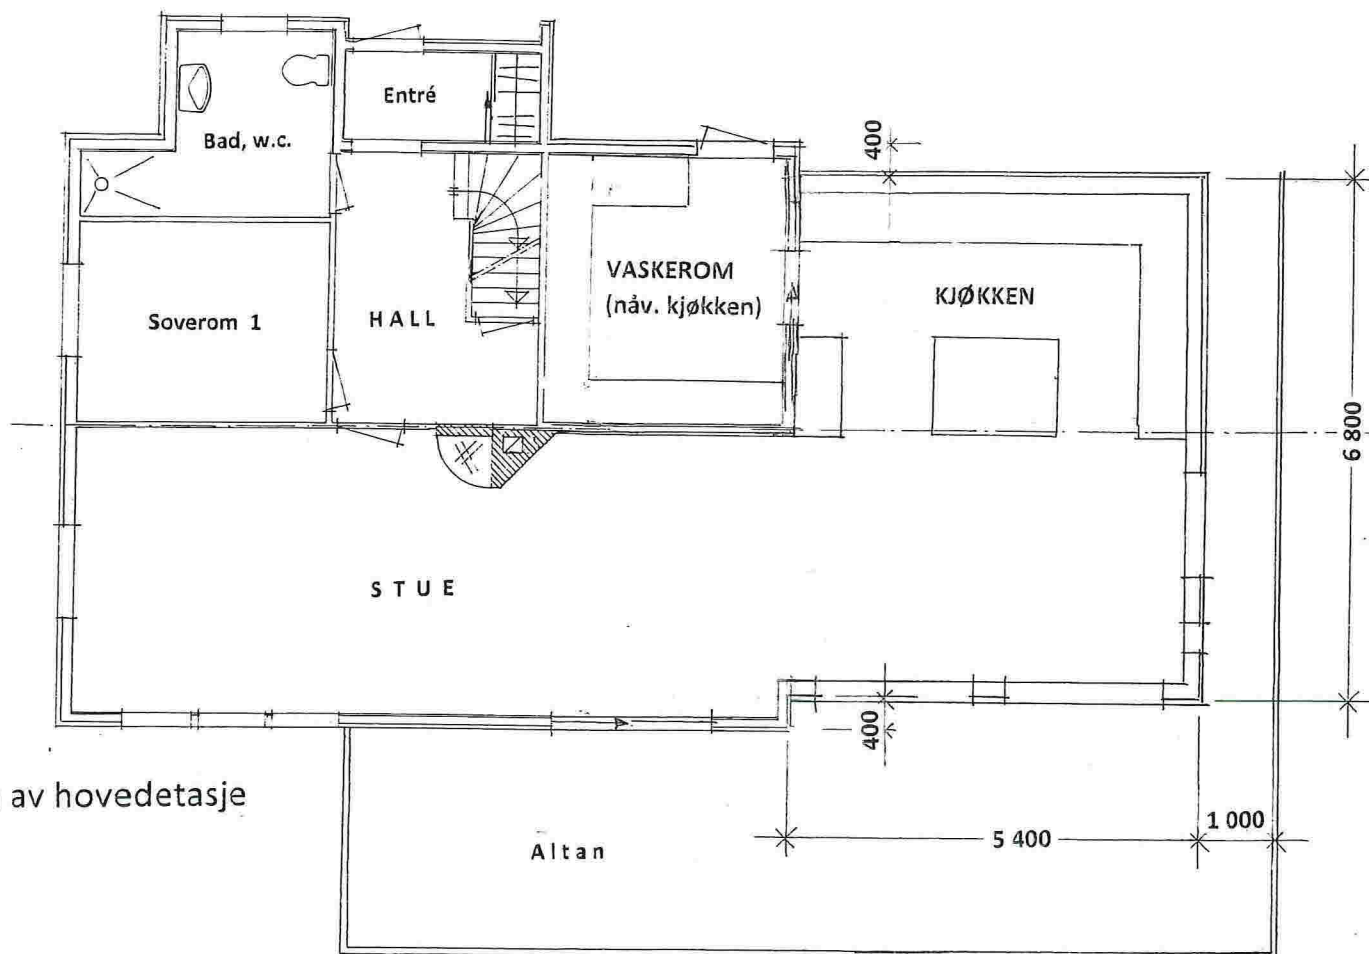 Entré
Bad, w.c.
400
VASKEROM
(nåv. kjøkken)
KJØKKEN
Soverom 1
HALL
6 800
STUE
400
av hovedetasje
1 000
5 400
Altan